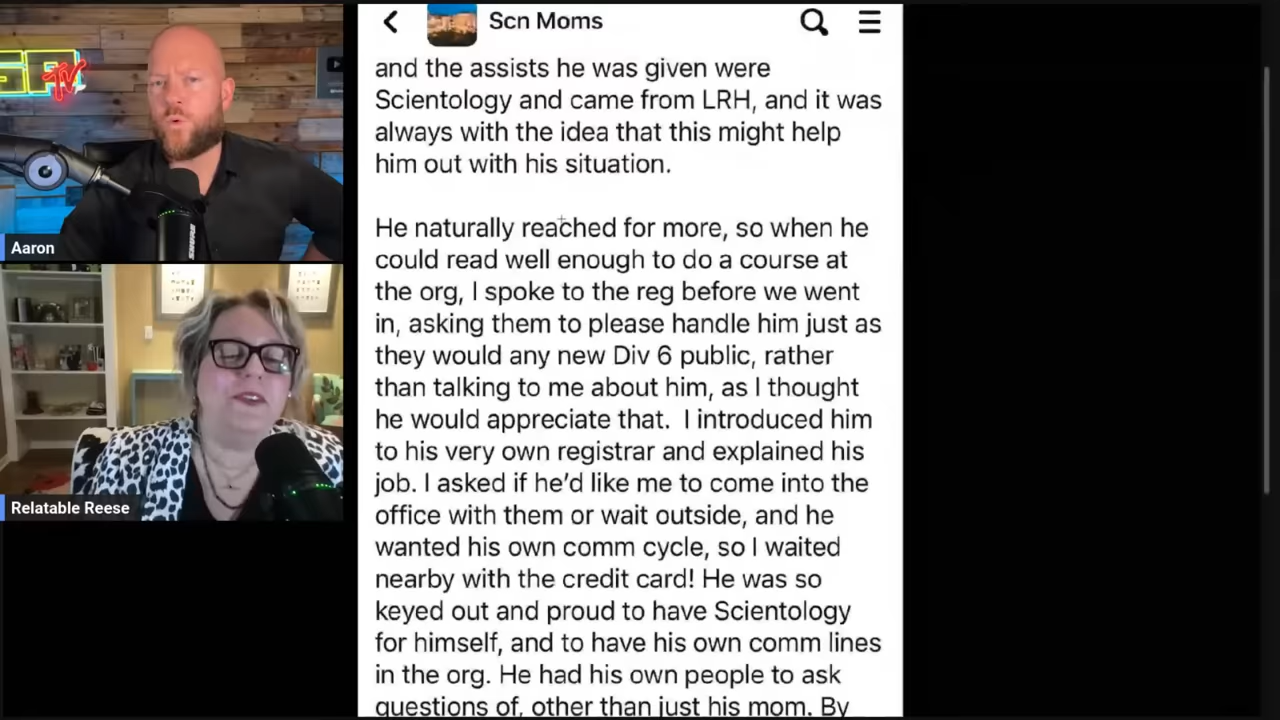 TV
Aaron
Relatable Reese
Scn Moms
and the assists he was given were
Scientology and came from LRH, and it was
always with the idea that this might help
him out with his situation.
He naturally reached for more, so when he
could read well enough to do a course at
the org, I spoke to the reg before we went
in, asking them to please handle him just as
they would any new Div 6 public, rather
than talking to me about him, as I thought
he would appreciate that.  I introduced him
to his very own registrar and explained his
job. I asked if he’d like me to come into the
office with them or wait outside, and he
wanted his own comm cycle, so I waited
nearby with the credit card! He was so
keyed out and proud to have Scientology
for himself, and to have his own comm lines
in the org. He had his own people to ask
questions of, other than just his mom. By